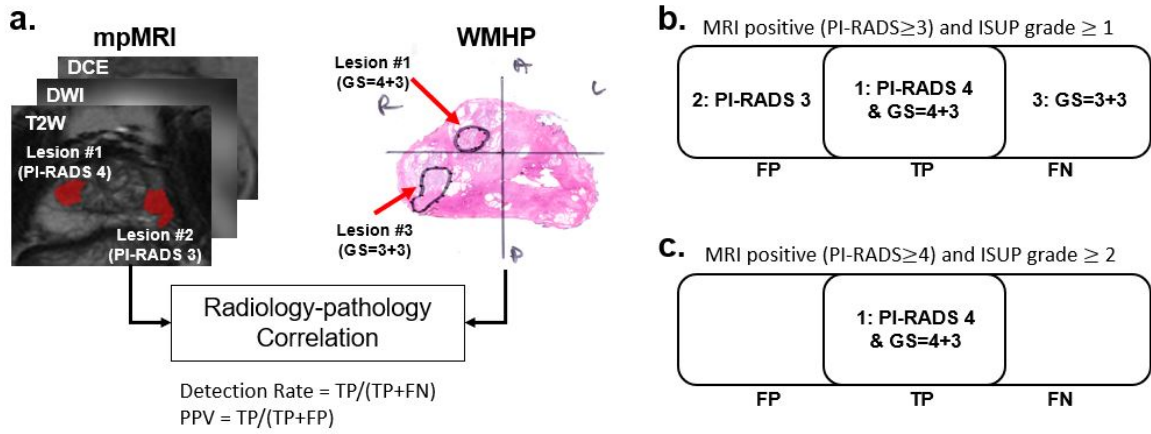 a.
mpMRI
DCE
DWI
T2W
Lesion #1
(PI-RADS 4)
Lesion #2
(PI-RADS 3)
WMHP
Lesion #1
(GS=4+3)
A
R
L
Lesion #3
(GS=3+3)
P
Radiology-pathology
Correlation
Detection Rate = TP/(TP+FN)
PPV = TP/(TP+FP)
b.
MRI positive (PI-RADS≥3) and ISUP grade ≥ 1
2: PI-RADS 3
1: PI-RADS 4
& GS=4+3
3: GS=3+3
FP
TP
FN
c.
MRI positive (PI-RADS≥4) and ISUP grade ≥ 2
1: PI-RADS 4
& GS=4+3
FP
TP
FN